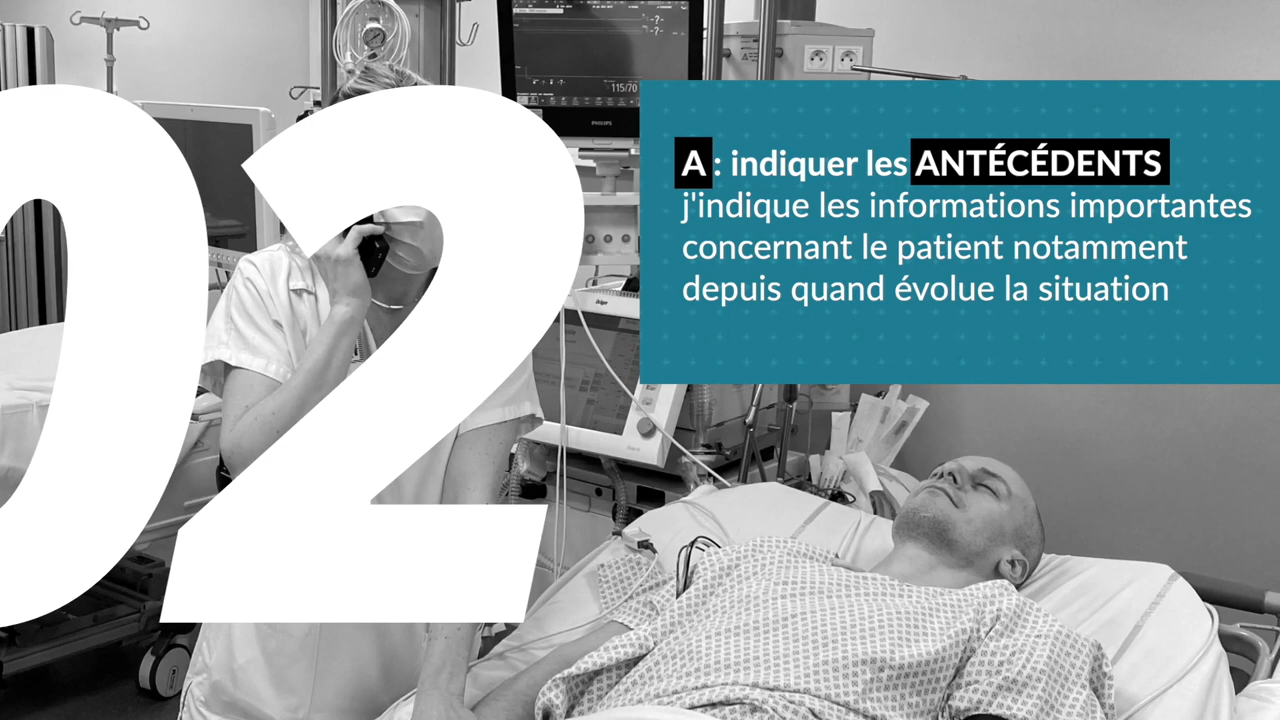 02
A : indiquer les ANTÉCÉDENTS
j'indique les informations importantes
concernant le patient notamment
depuis quand évolue la situation
115/70
PHILIPS
Dräger